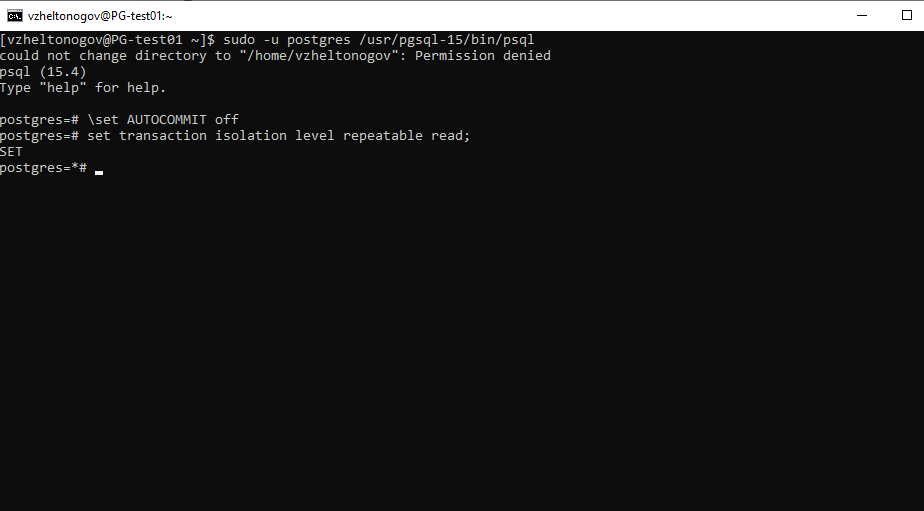 vzheltonogov@PG-test01:~
[vzheltonogov@PG-test01 ~]$ sudo -u postgres /usr/pgsql-15/bin/psql
could not change directory to "/home/vzheltonogov": Permission denied
psql (15.4)
Type "help" for help.
postgres=# \set AUTOCOMMIT off
postgres=# set transaction isolation level repeatable read;
SET
postgres=*#